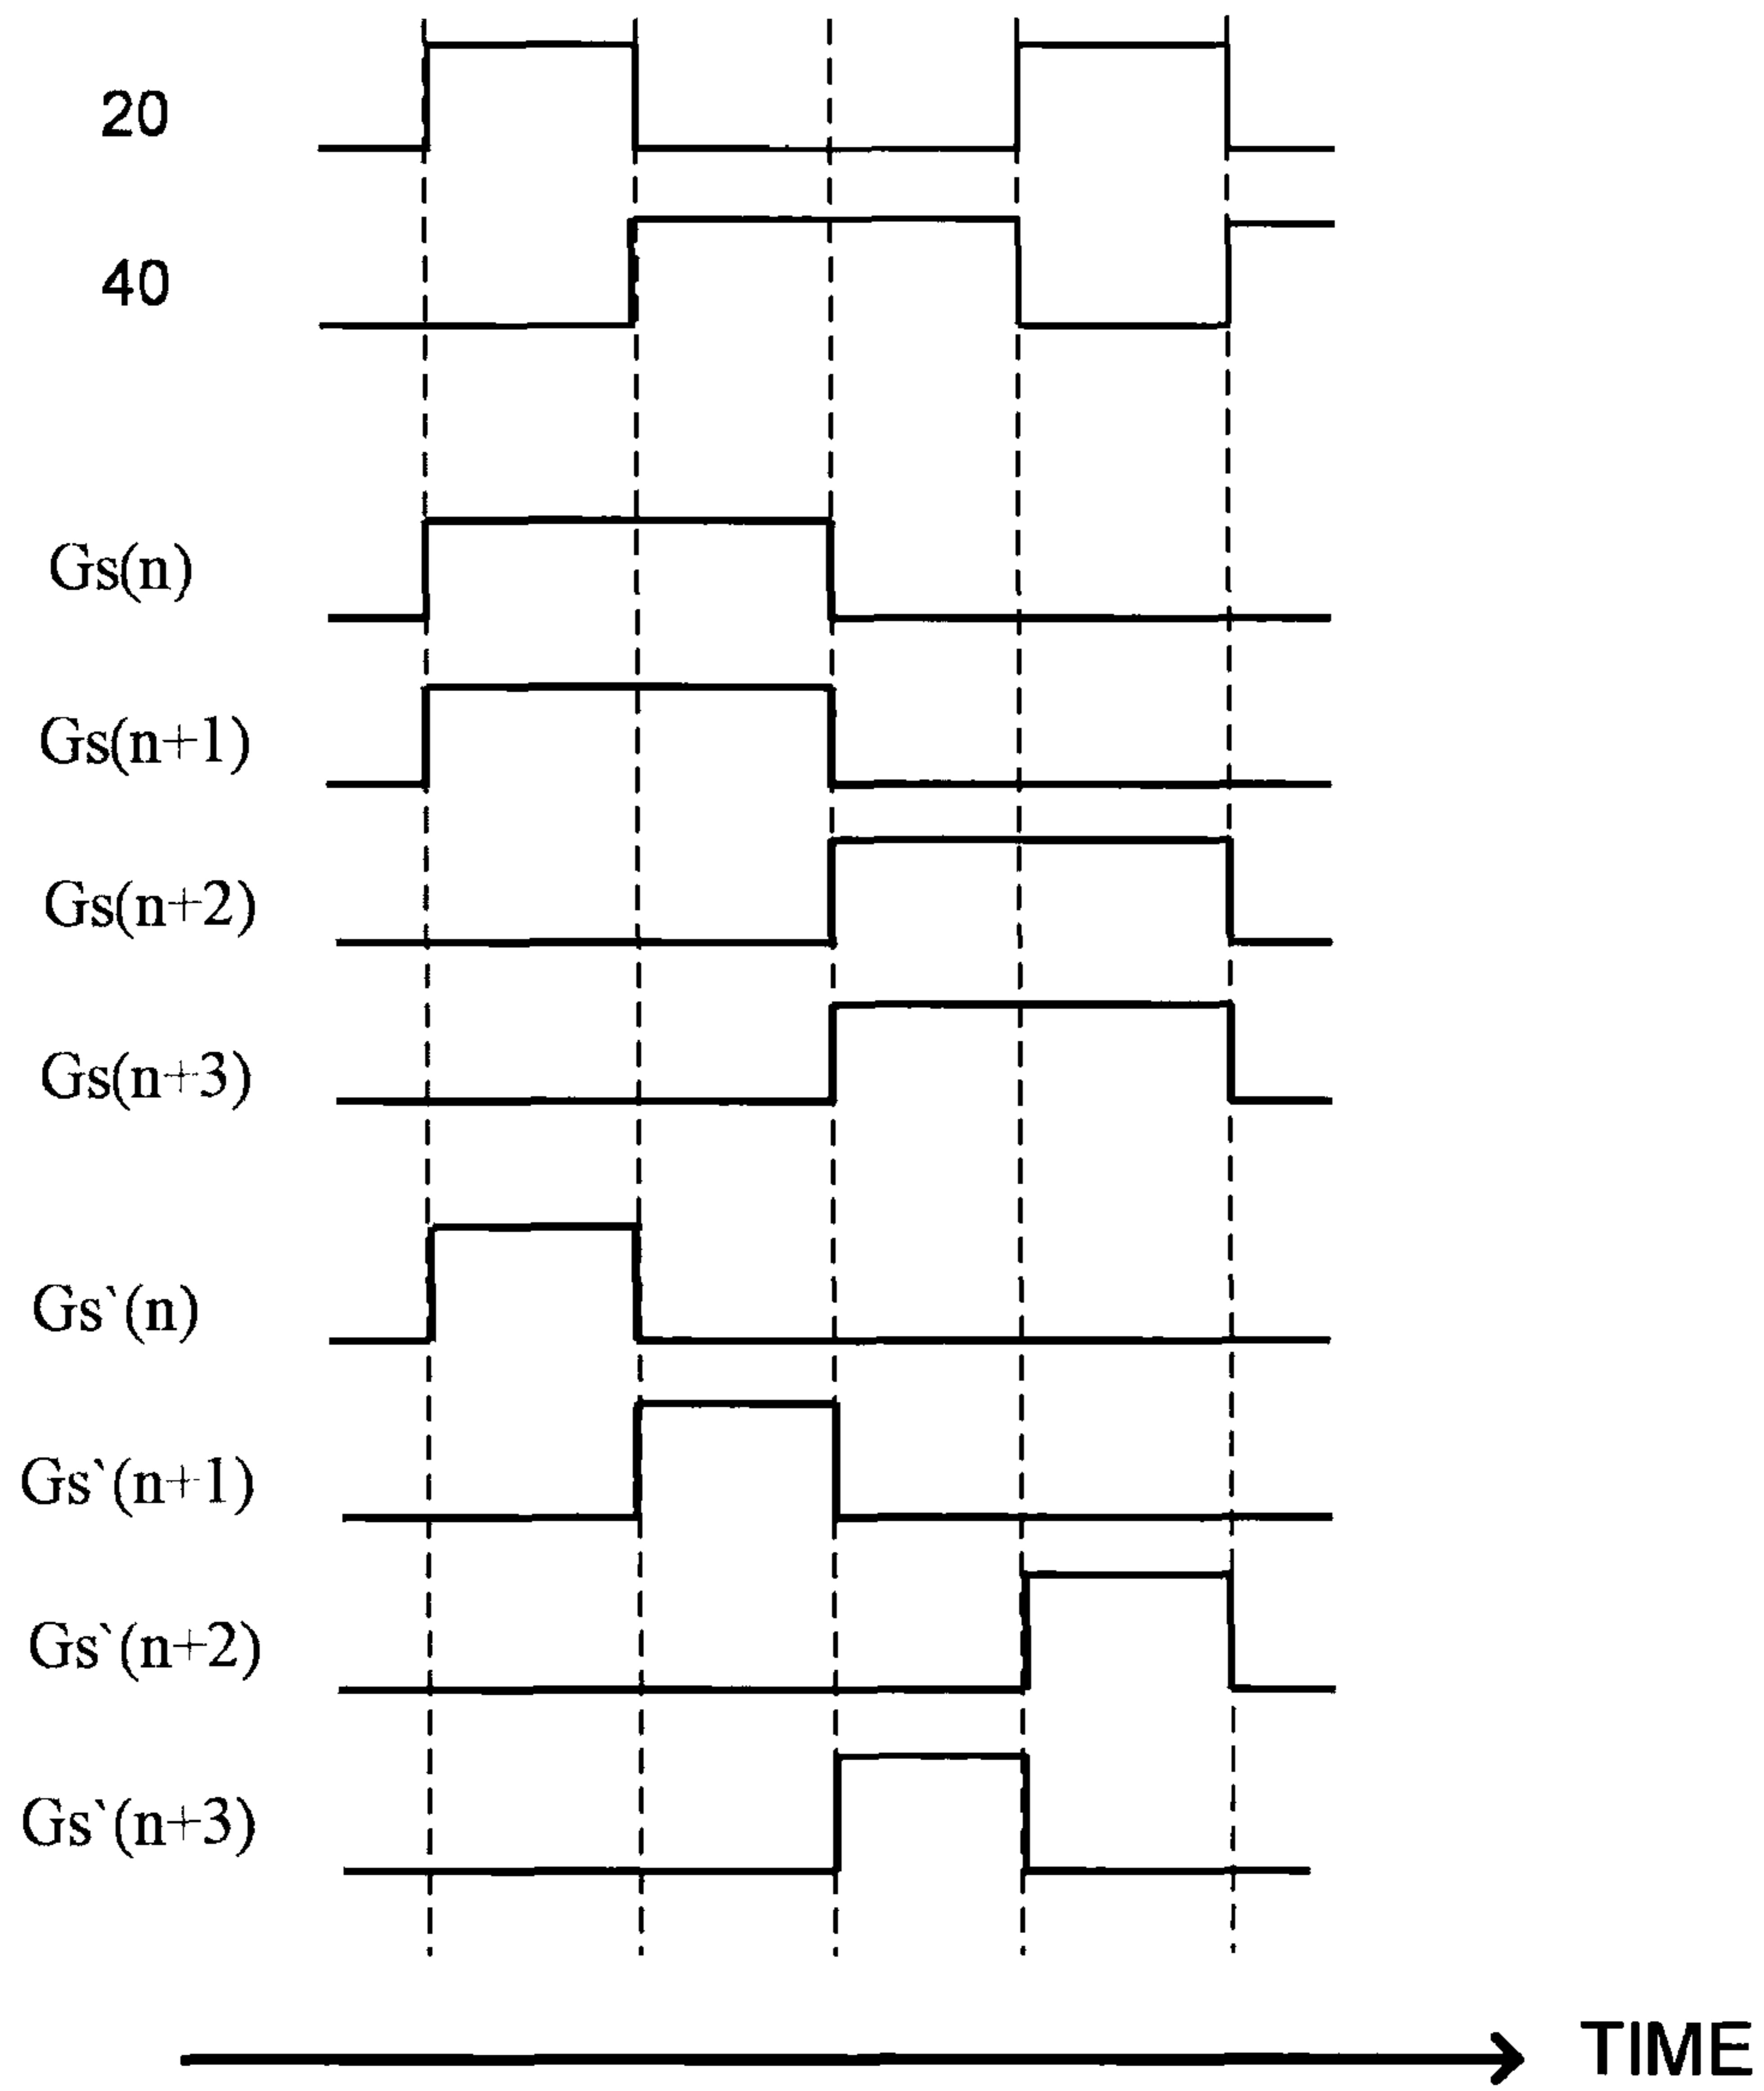 20
40
Gs(n)
Gs(n+1)
Gs(n+2)
Gs(n+3)
Gs`(n)
Gs`(n+1)
Gs`(n+2)
Gs`(n+3)
TIME